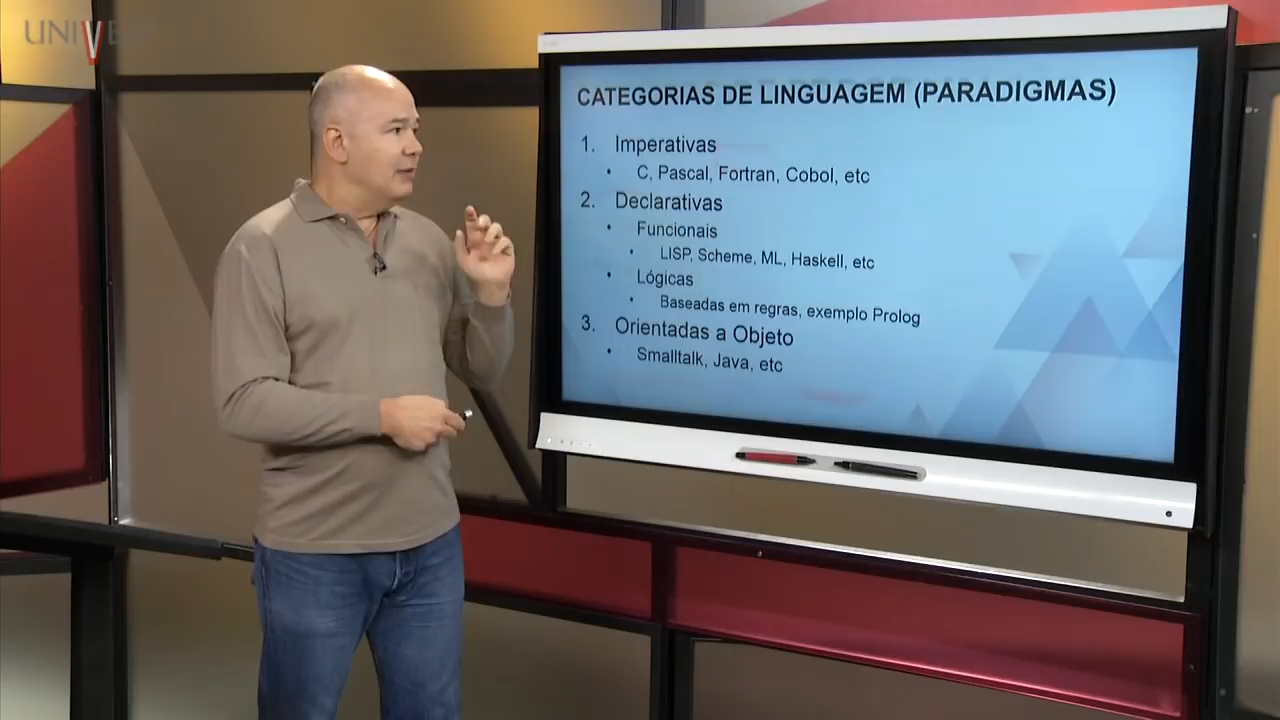 UNIVESP
CATEGORIAS DE LINGUAGEM (PARADIGMAS)
1. Imperativas
• C, Pascal, Fortran, Cobol, etc
2. Declarativas
• Funcionais
• LISP, Scheme, ML, Haskell, etc
• Lógicas
• Baseadas em regras, exemplo Prolog
3. Orientadas a Objeto
• Smalltalk, Java, etc